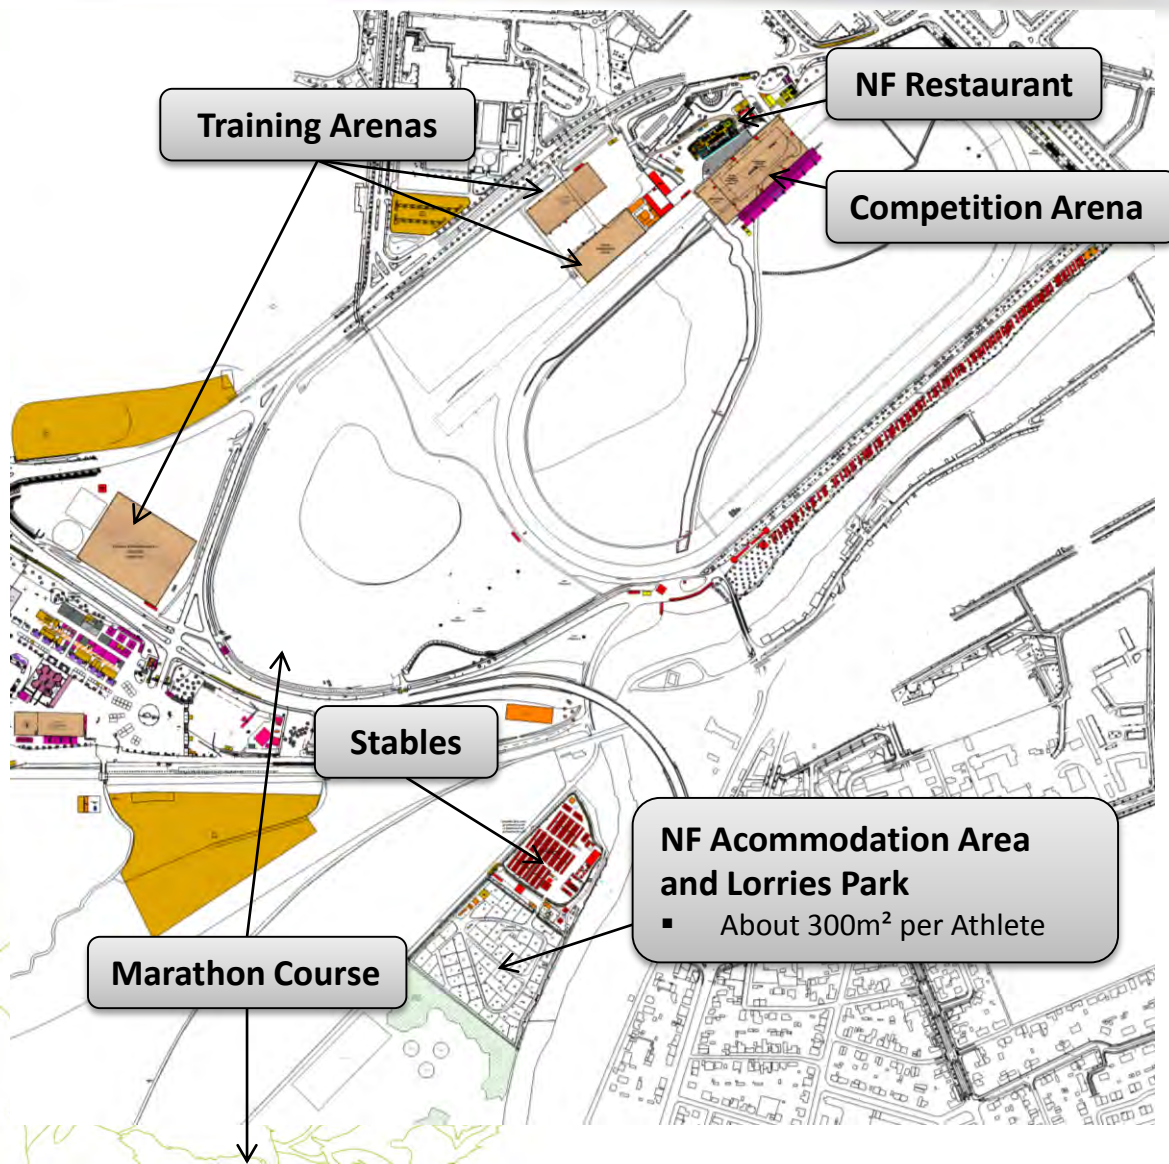 NF Restaurant
Training Arenas
Competition Arena
Stables
NF Acommodation Area
and Lorries Park
▪ About 300m² per Athlete
Marathon Course